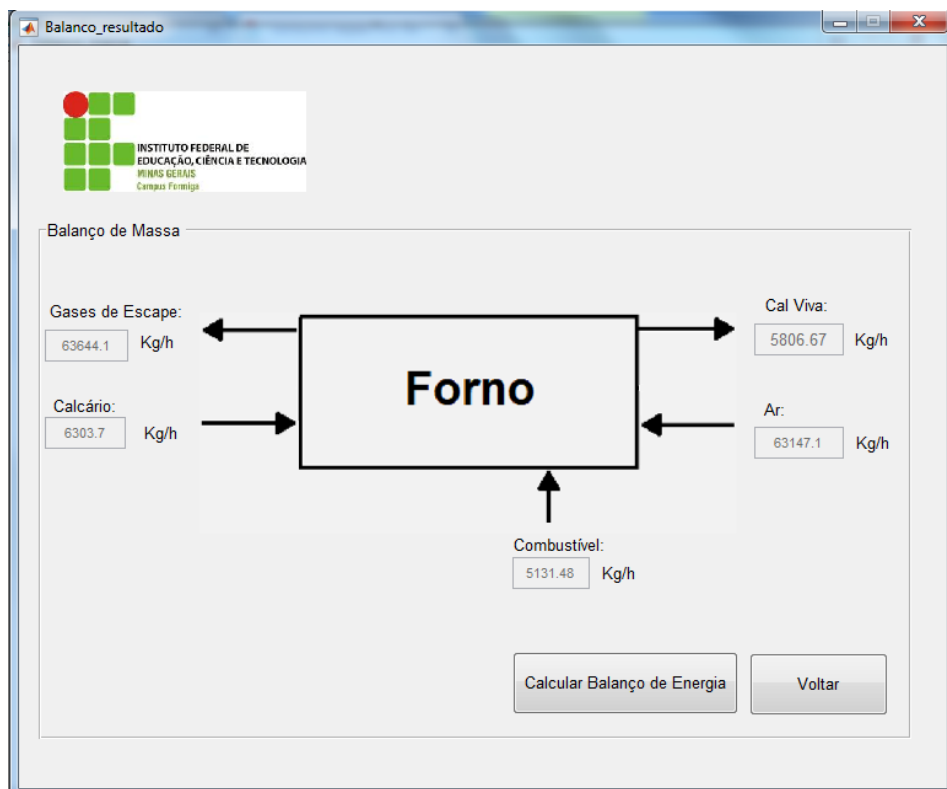 Balanco_resultado
INSTITUTO FEDERAL DE
EDUCAÇÃO, CIÊNCIA E TECNOLOGIA
MINAS GERAIS
Campus Formiga
Balanço de Massa
Gases de Escape:
63644.1 Kg/h
Calcário:
6303.7 Kg/h
Forno
Cal Viva:
5806.67 Kg/h
Ar:
63147.1 Kg/h
Combustível:
5131.48 Kg/h
Calcular Balanço de Energia
Voltar